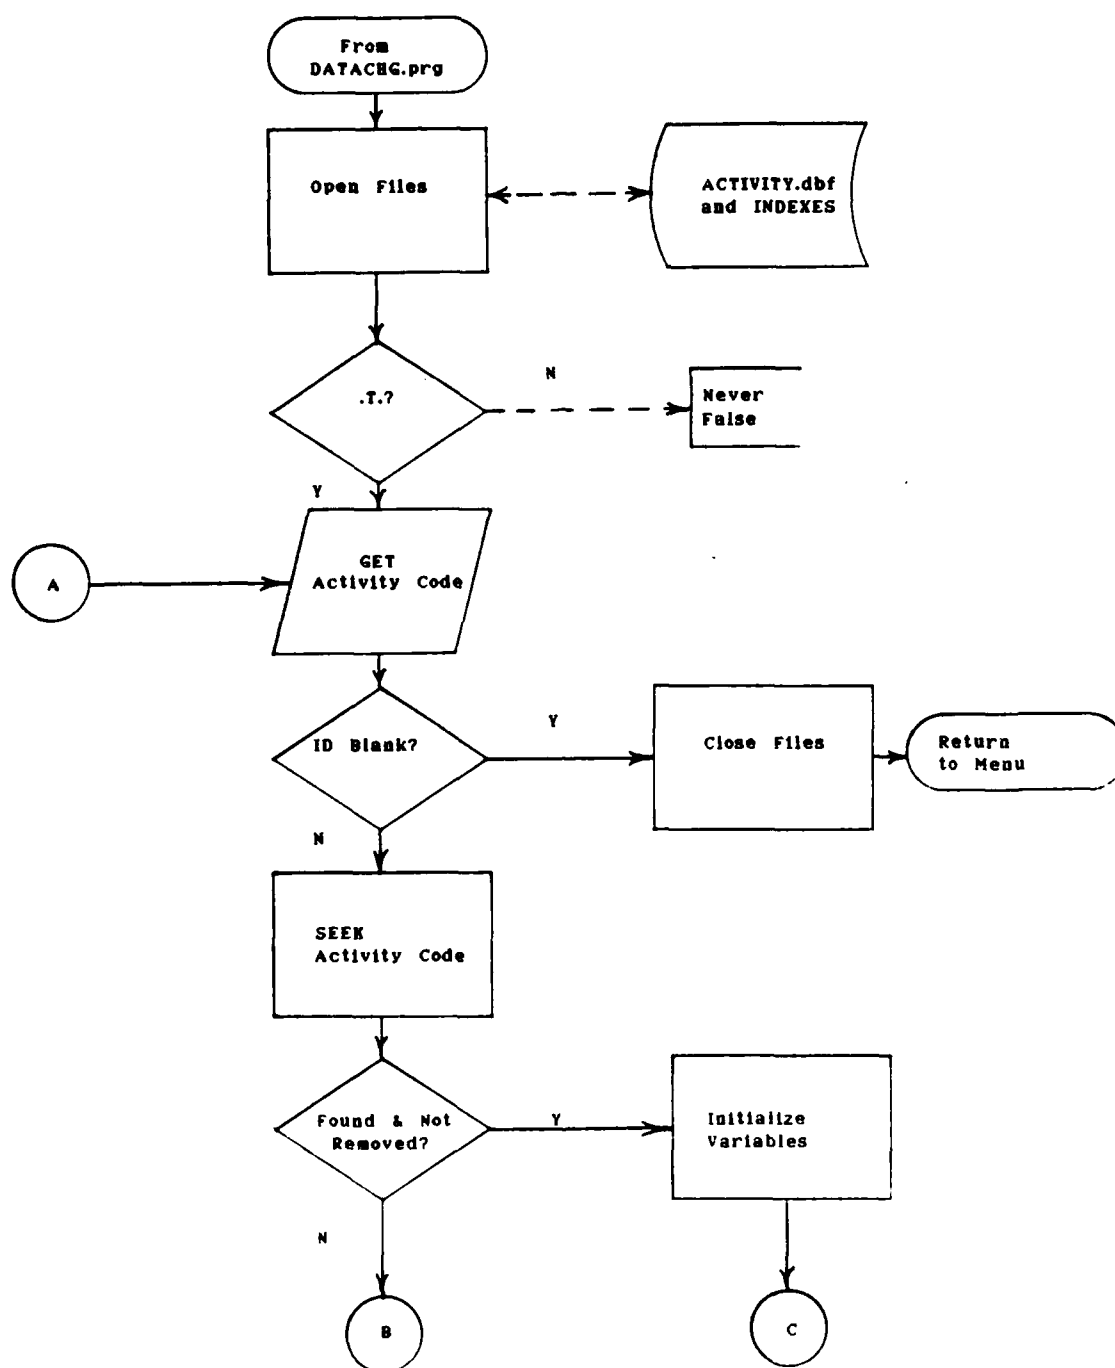 From
DATACHG.prg
Open Files
ACTIVITY.dbf
and INDEXES
.T.?
N
Never
False
Y
GET
Activity Code
A
ID Blank?
Y
Close Files
Return
to Menu
N
SEEK
Activity Code
Found & Not
Removed?
Y
Initialize
Variables
N
B
C